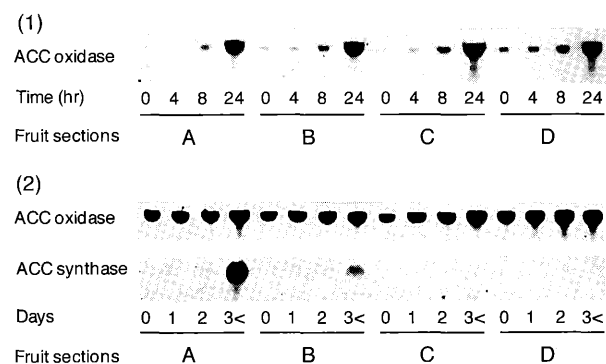 (1)
ACC oxidase
Time (hr) 0 4 8 24 0 4 8 24 0 4 8 24 0 4 8 24
Fruit sections A B C D
(2)
ACC oxidase
ACC synthase
Days 0 1 2 3< 0 1 2 3< 0 1 2 3< 0 1 2 3<
Fruit sections A B C D